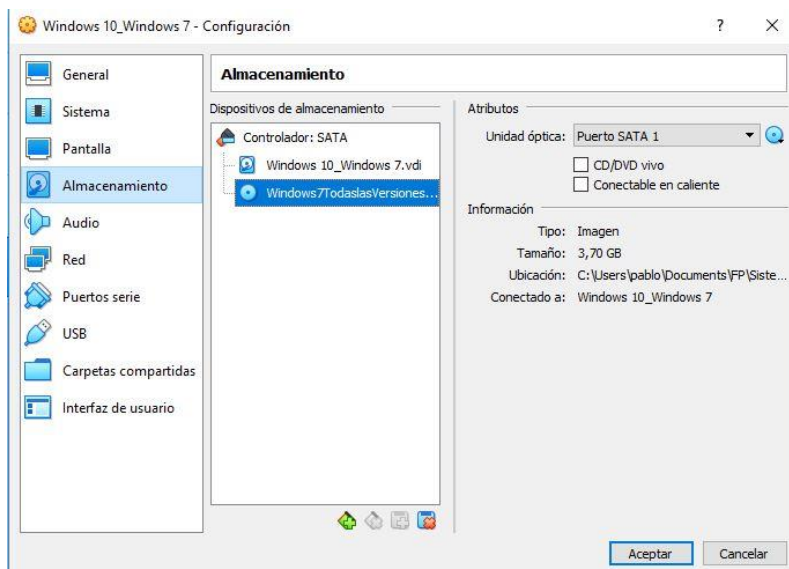 Windows 10_Windows 7 - Configuración
?
General
Sistema
Pantalla
Almacenamiento
Audio
Red
Puertos serie
USB
Carpetas compartidas
Interfaz de usuario
Almacenamiento
Dispositivos de almacenamiento
Controlador: SATA
Windows 10_Windows 7.vdi
Windows7TodaslasVersiones...
Atributos
Unidad óptica: Puerto SATA 1
CD/DVD vivo
Conectable en caliente
Información
Tipo: Imagen
Tamaño: 3,70 GB
Ubicación: C:\Users\pablo\Documents\FP\Siste...
Conectado a: Windows 10_Windows 7
Aceptar
Cancelar